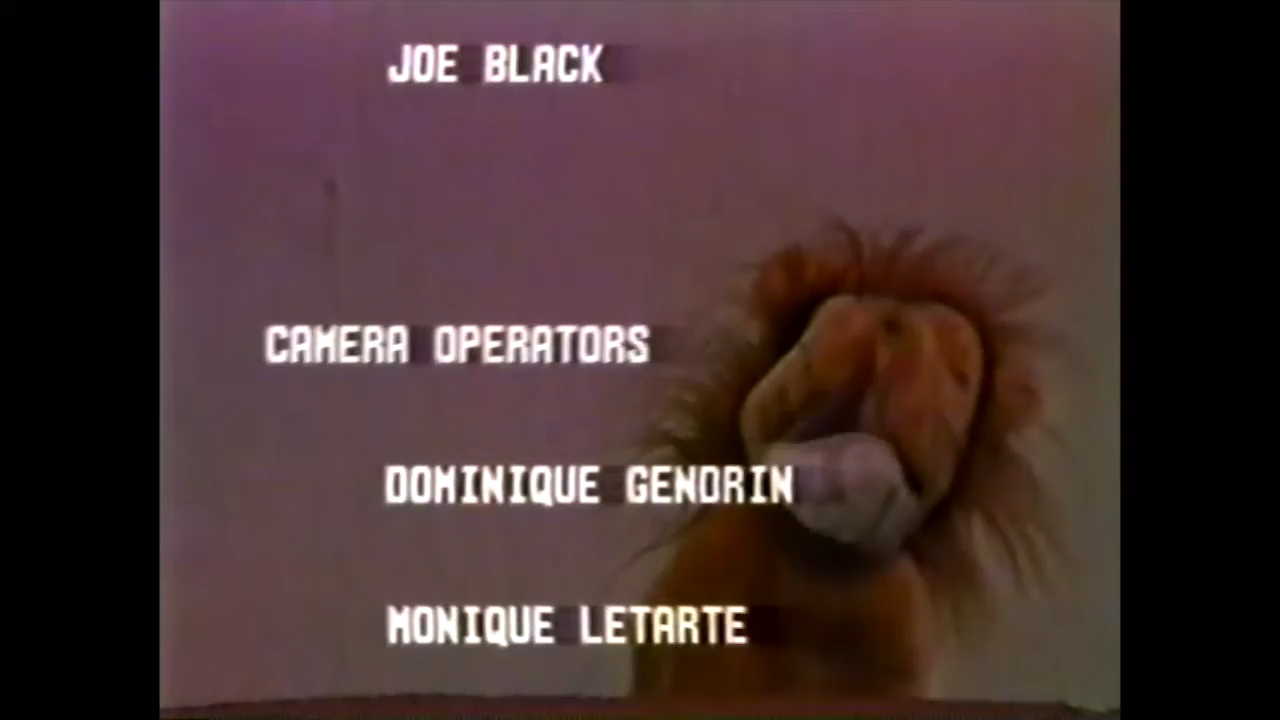 JOE BLACK
CAMERA OPERATORS
DOMINIQUE GENDRIN
MONIQUE LETARTE